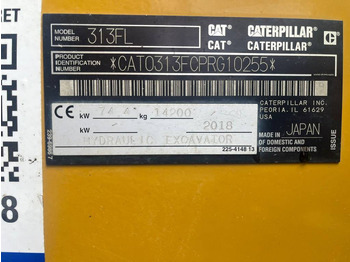 RET
8
MODEL NUMBER 313FL
CAT® CATERPILLAR®
CAT® CATERPILLAR®
PRODUCT IDENTIFICATION NUMBER *CAT0313FCPRG10255*
CATERPILLAR INC.
PEORIA, IL 61629
USA
MADE IN JAPAN
OF DOMESTIC AND
FOREIGN COMPONENTS
ISSUE
CE kW 74.4 kg 14200
kW 2018
HYDRAULIC EXCAVATOR
225-4148 13